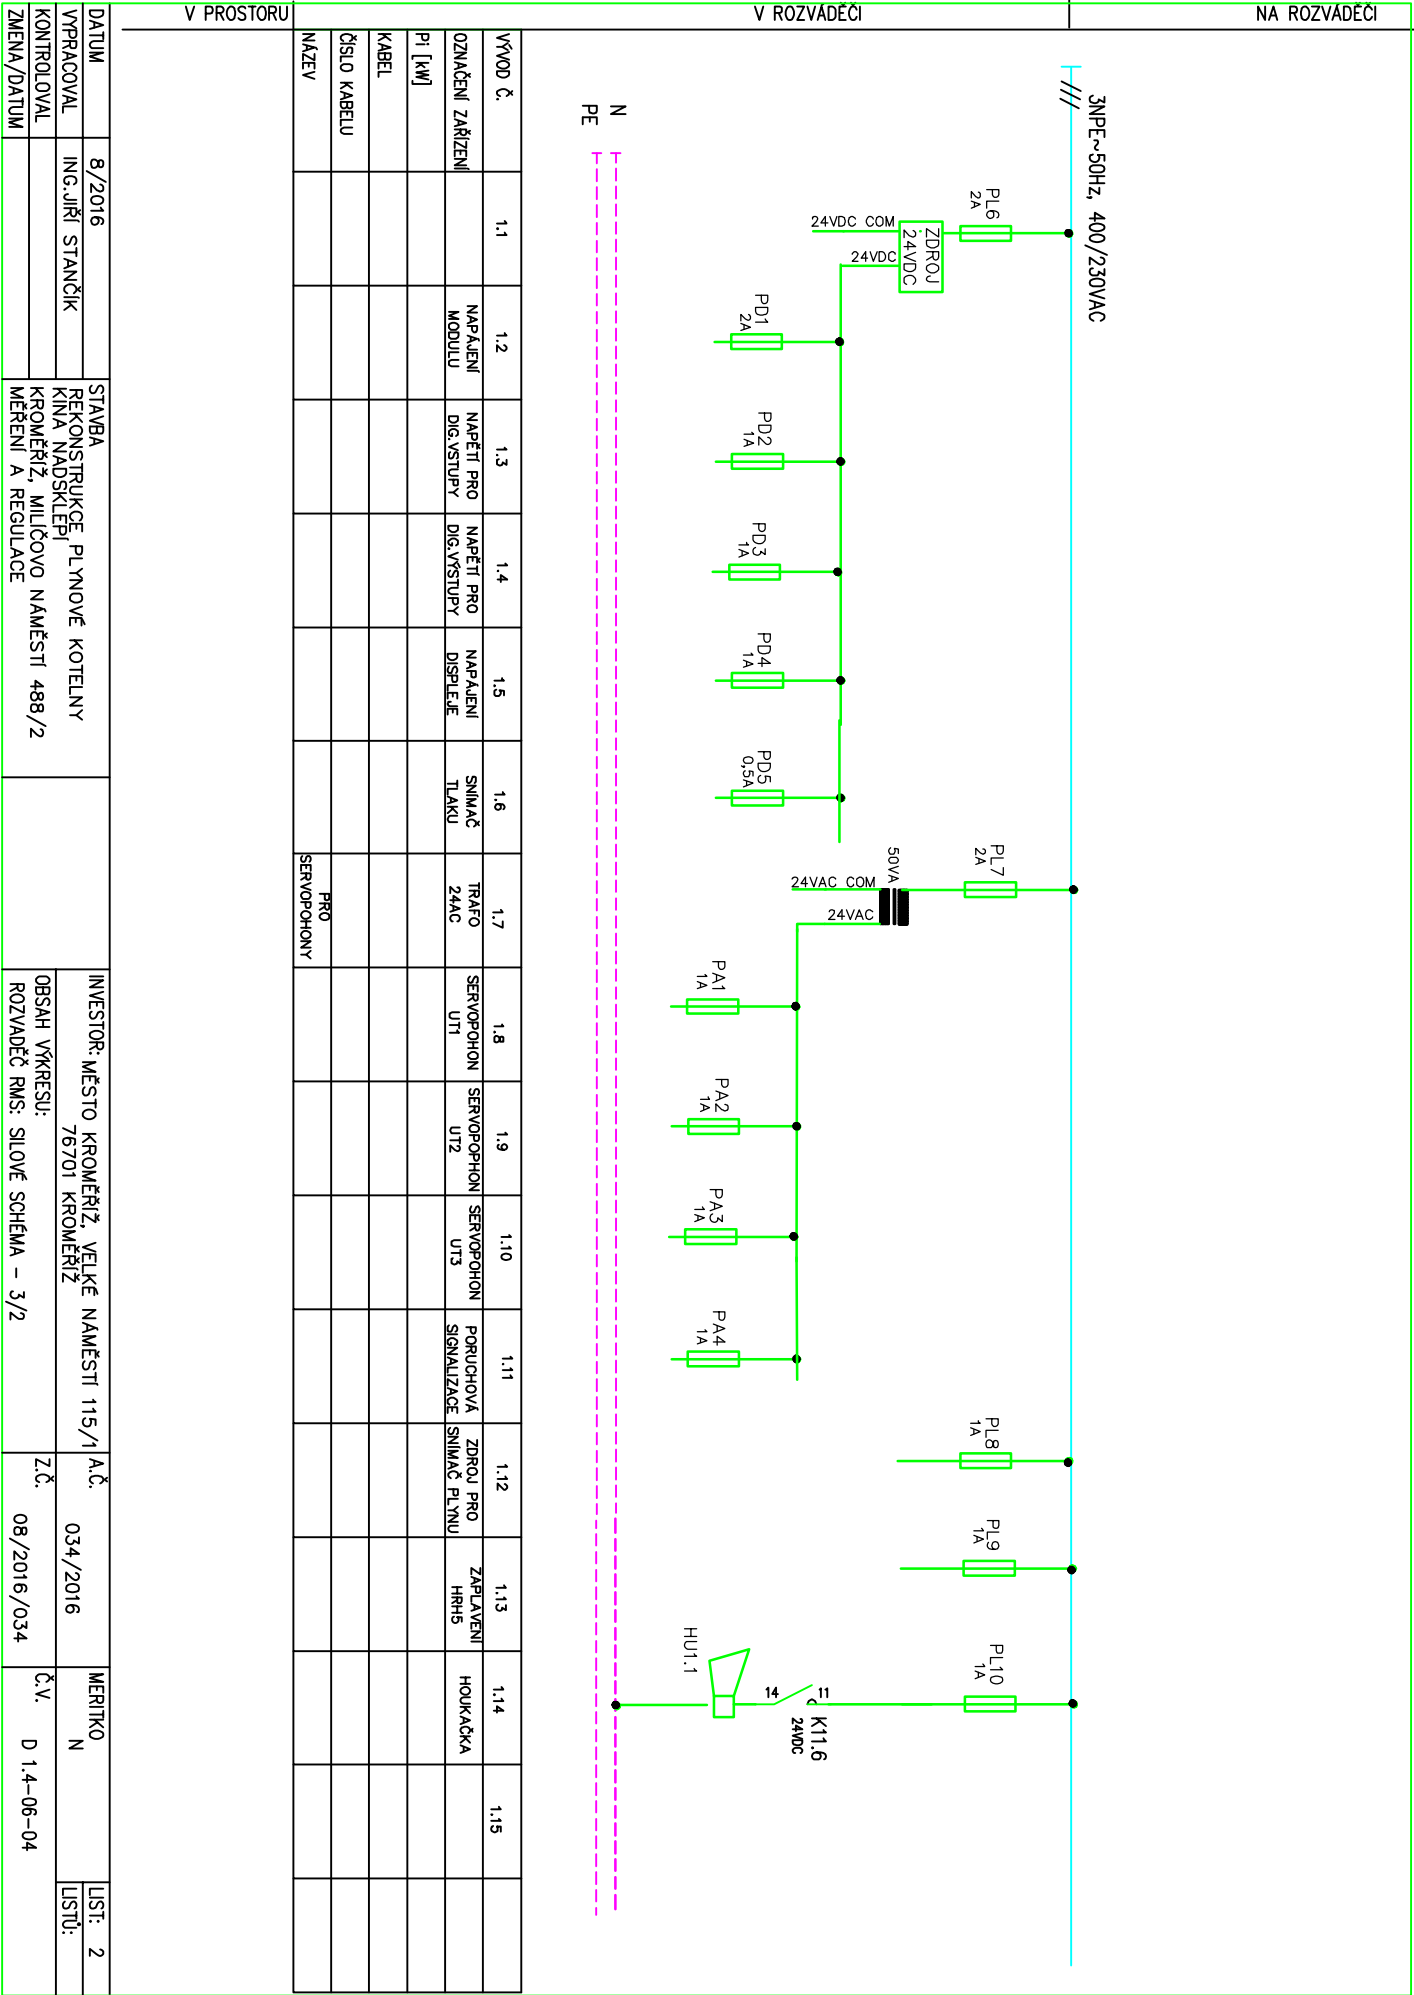 NA ROZVÁDĚČI
V ROZVÁDĚČI
V PROSTORU
3NPE~50Hz, 400/230VAC
PL6
2A
ZDROJ
24VDC
24VDC COM
24VDC
PD1
2A
PD2
1A
PD3
1A
PD4
1A
PD5
0,5A
PL7
2A
50VA
24VAC COM
24VAC
PA1
1A
PA2
1A
PA3
1A
PA4
1A
PL8
1A
PL9
1A
PL10
1A
K11.6
24VDC
11
14
HU1.1
N
PE
VÝVOD Č. 1.1 1.2 1.3 1.4 1.5 1.6 1.7 1.8 1.9 1.10 1.11 1.12 1.13 1.14 1.15
OZNAČENÍ ZAŘÍZENÍ
NAPÁJENÍ
MODULU
NAPĚTÍ PRO
DIG.VSTUPY
NAPĚTÍ PRO
DIG.VÝSTUPY
NAPÁJENÍ
DISPLEJE
SNÍMAČ
TLAKU
TRAFO
24AC
SERVOPOHON
UT1
SERVOPOPHON
UT2
SERVOPOHON
UT3
PORUCHOVÁ
SIGNALIZACE
ZDROJ PRO
SNÍMAČ PLYNU
ZAPLAVENÍ
HRH5
HOUKAČKA
Pi [kW]
KABEL
ČÍSLO KABELU
NÁZEV
PRO
SERVOPOHONY
DATUM 8/2016
VYPRACOVAL ING.JIŘÍ STANČÍK
KONTROLOVAL
ZMENA/DATUM
STAVBA
REKONSTRUKCE PLYNOVÉ KOTELNY
KINA NADSKLEPÍ
KROMĚŘÍŽ, MILÍČOVO NÁMĚSTÍ 488/2
MĚŘENÍ A REGULACE
INVESTOR: MĚSTO KROMĚŘÍŽ, VELKÉ NÁMĚSTÍ 115/1
76701 KROMĚŘÍŽ
OBSAH VÝKRESU:
ROZVADĚČ RMS: SILOVÉ SCHÉMA – 3/2
A.Č.
034/2016
Z.Č.
08/2016/034
MERITKO
N
Č.V.
D 1.4–06–04
LIST: 2
LISTŮ: